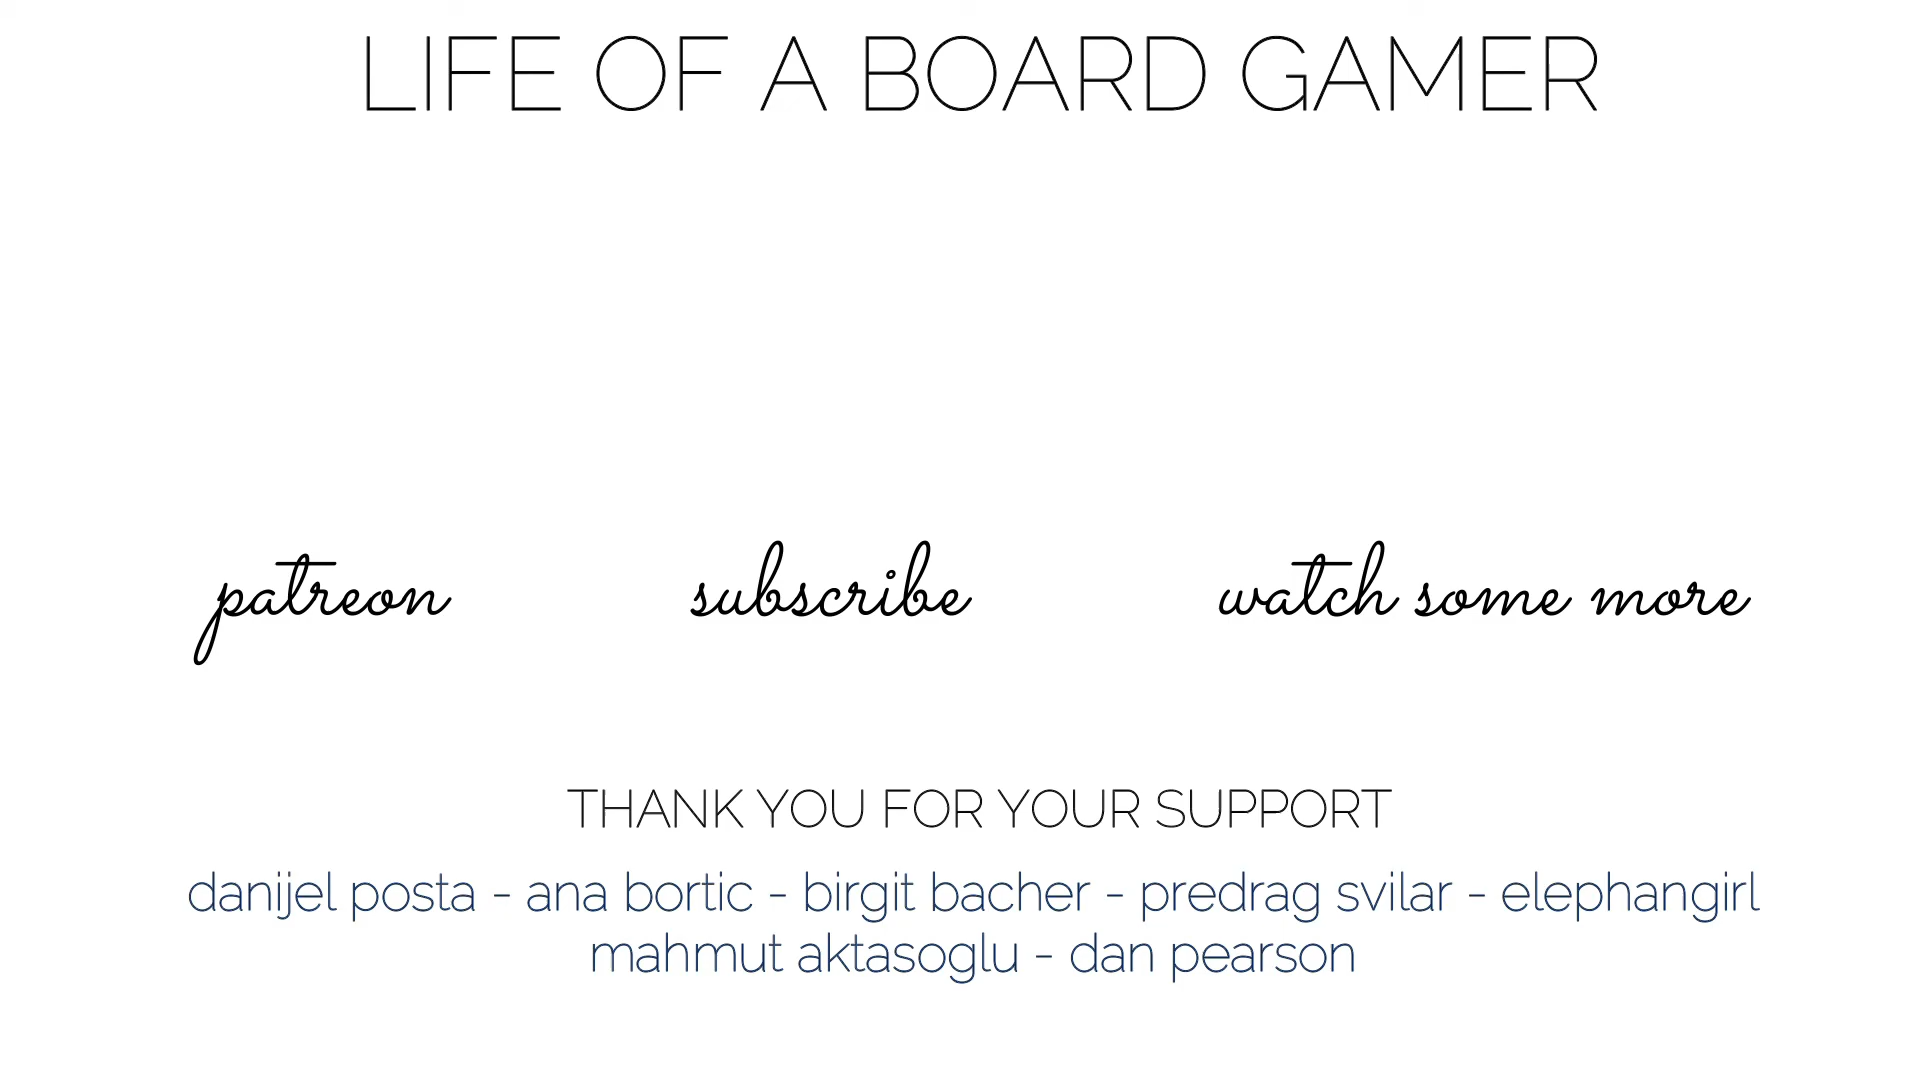 LIFE OF A BOARD GAMER
patreon subscribe watch some more
THANK YOU FOR YOUR SUPPORT
danijel posta - ana bortic - birgit bacher - predrag svilar - elephangirl
mahmut aktasoglu - dan pearson